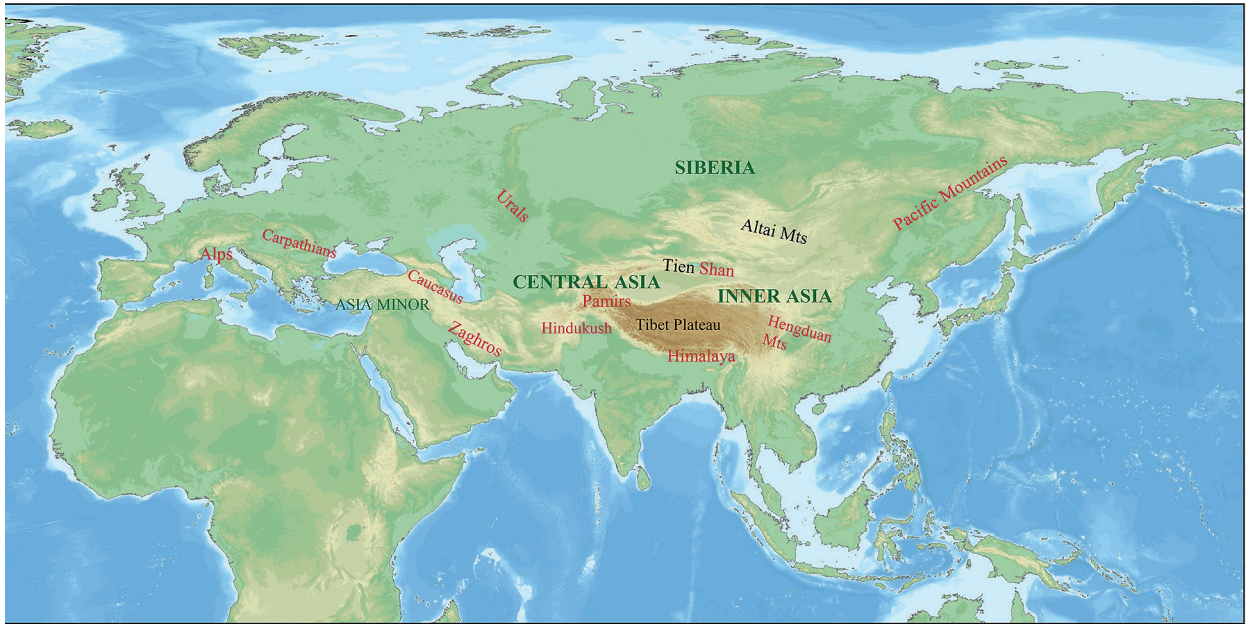 SIBERIA
Pacific Mountains
Urals
Altai Mts
Carpathians
Alps
Tien Shan
Caucasus
CENTRAL ASIA
INNER ASIA
ASIA MINOR
Pamirs
Zaghros
Hindukush
Tibet Plateau
Hengduan
Mts
Himalaya